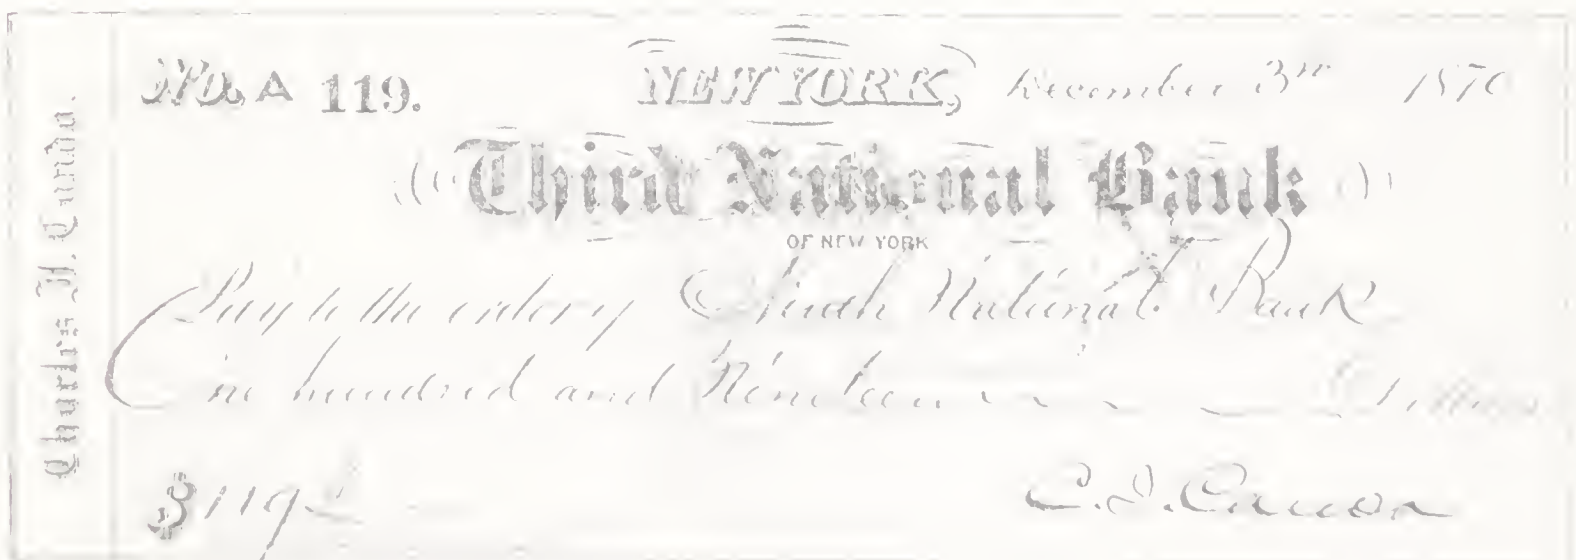 Charles J. Canda.
No. A 119. NEW YORK, December 3rd 1870
Third National Bank
OF NEW YORK
Pay to the order of Ninth National Bank
One hundred and Nineteen Dollars
$119
C. J. Canda